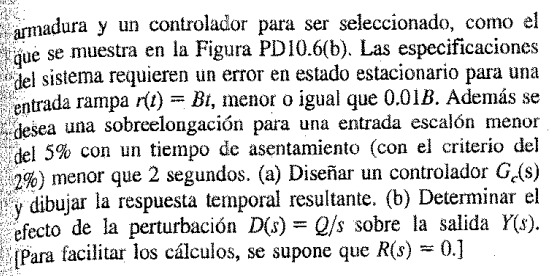 armadura y un controlador para ser seleccionado, como el
que se muestra en la Figura PD10.6(b). Las especificaciones
del sistema requieren un error en estado estacionario para una
entrada rampa r(t) = Bt, menor o igual que 0.01B. Además se
desea una sobreelongación para una entrada escalón menor
del 5% con un tiempo de asentamiento (con el criterio del
2%) menor que 2 segundos. (a) Diseñar un controlador G_c(s)
y dibujar la respuesta temporal resultante. (b) Determinar el
efecto de la perturbación D(s) = Q/s sobre la salida Y(s).
[Para facilitar los cálculos, se supone que R(s) = 0.]